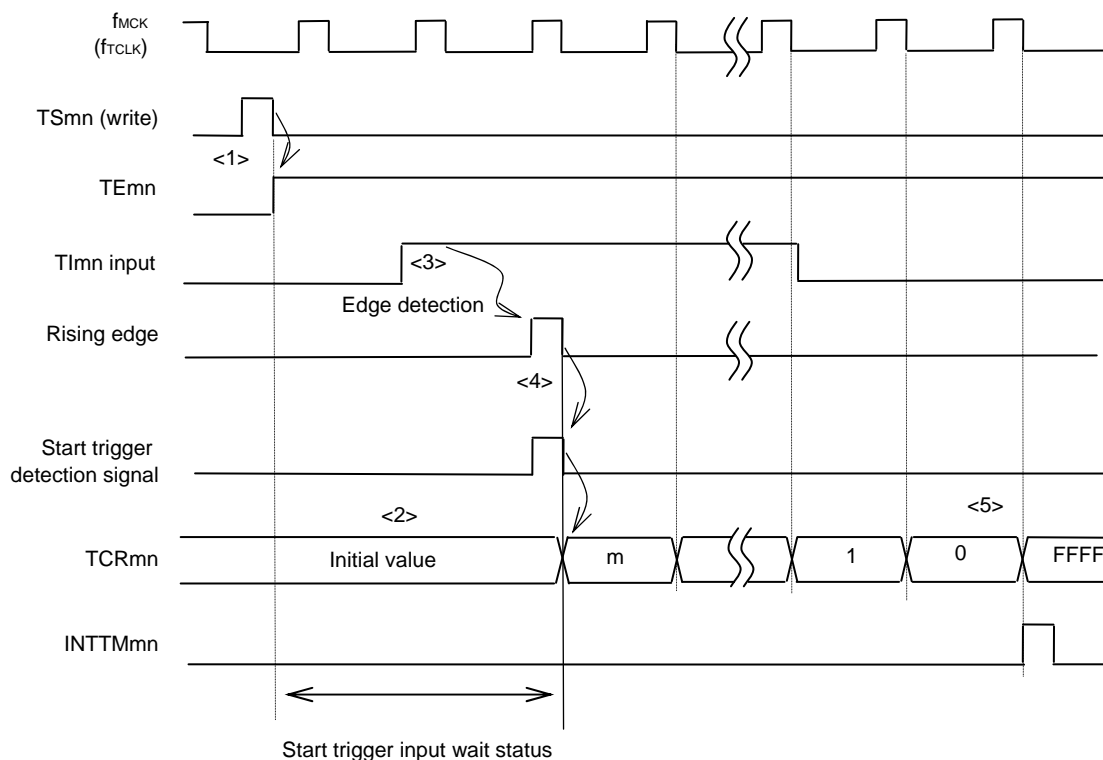 fMCK
(fTCLK)
TSmn (write)
<1>
TEmn
TImn input
<3>
Edge detection
Rising edge
<4>
Start trigger
detection signal
<2>
<5>
TCRmn
Initial value
m
1
0
FFFF
INTTMmn
Start trigger input wait status